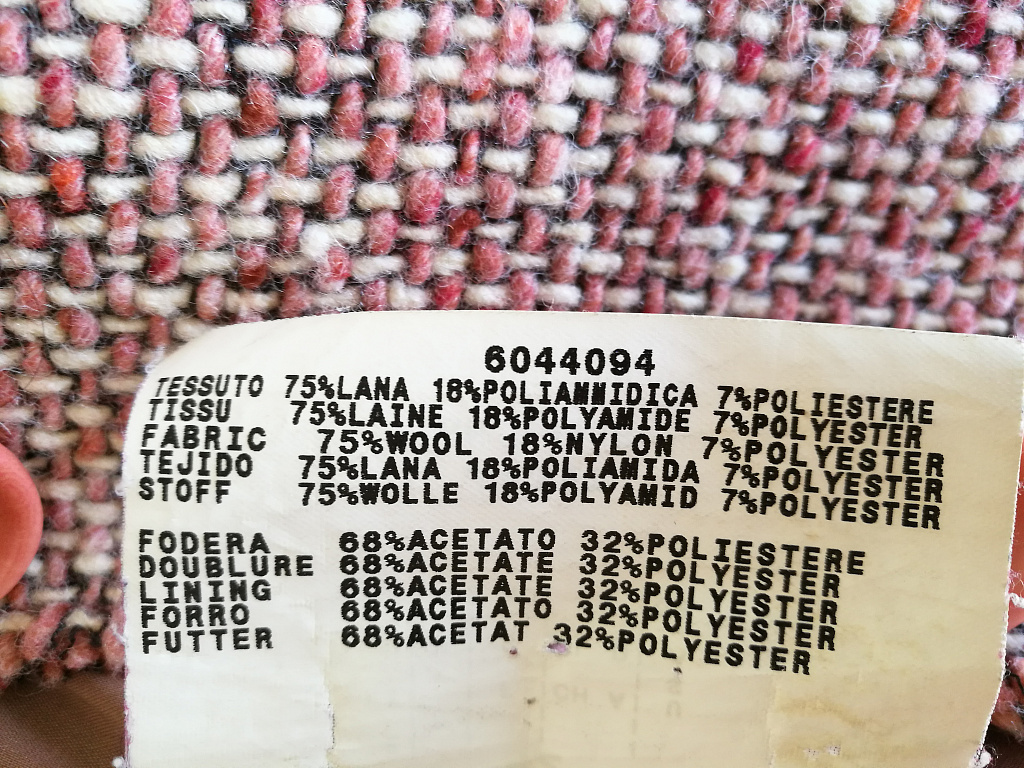 6044094
TESSUTO 75%LANA 18%POLIAMMIDICA 7%POLIESTERE
TISSU 75%LAINE 18%POLYAMIDE 7%POLYESTER
FABRIC 75%WOOL 18%NYLON 7%POLYESTER
TEJIDO 75%LANA 18%POLIAMIDA 7%POLYESTER
STOFF 75%WOLLE 18%POLYAMID 7%POLYESTER
FODERA 68%ACETATO 32%POLIESTERE
DOUBLURE 68%ACETATE 32%POLYESTER
LINING 68%ACETATE 32%POLYESTER
FORRO 68%ACETATO 32%POLYESTER
FUTTER 68%ACETAT 32%POLYESTER